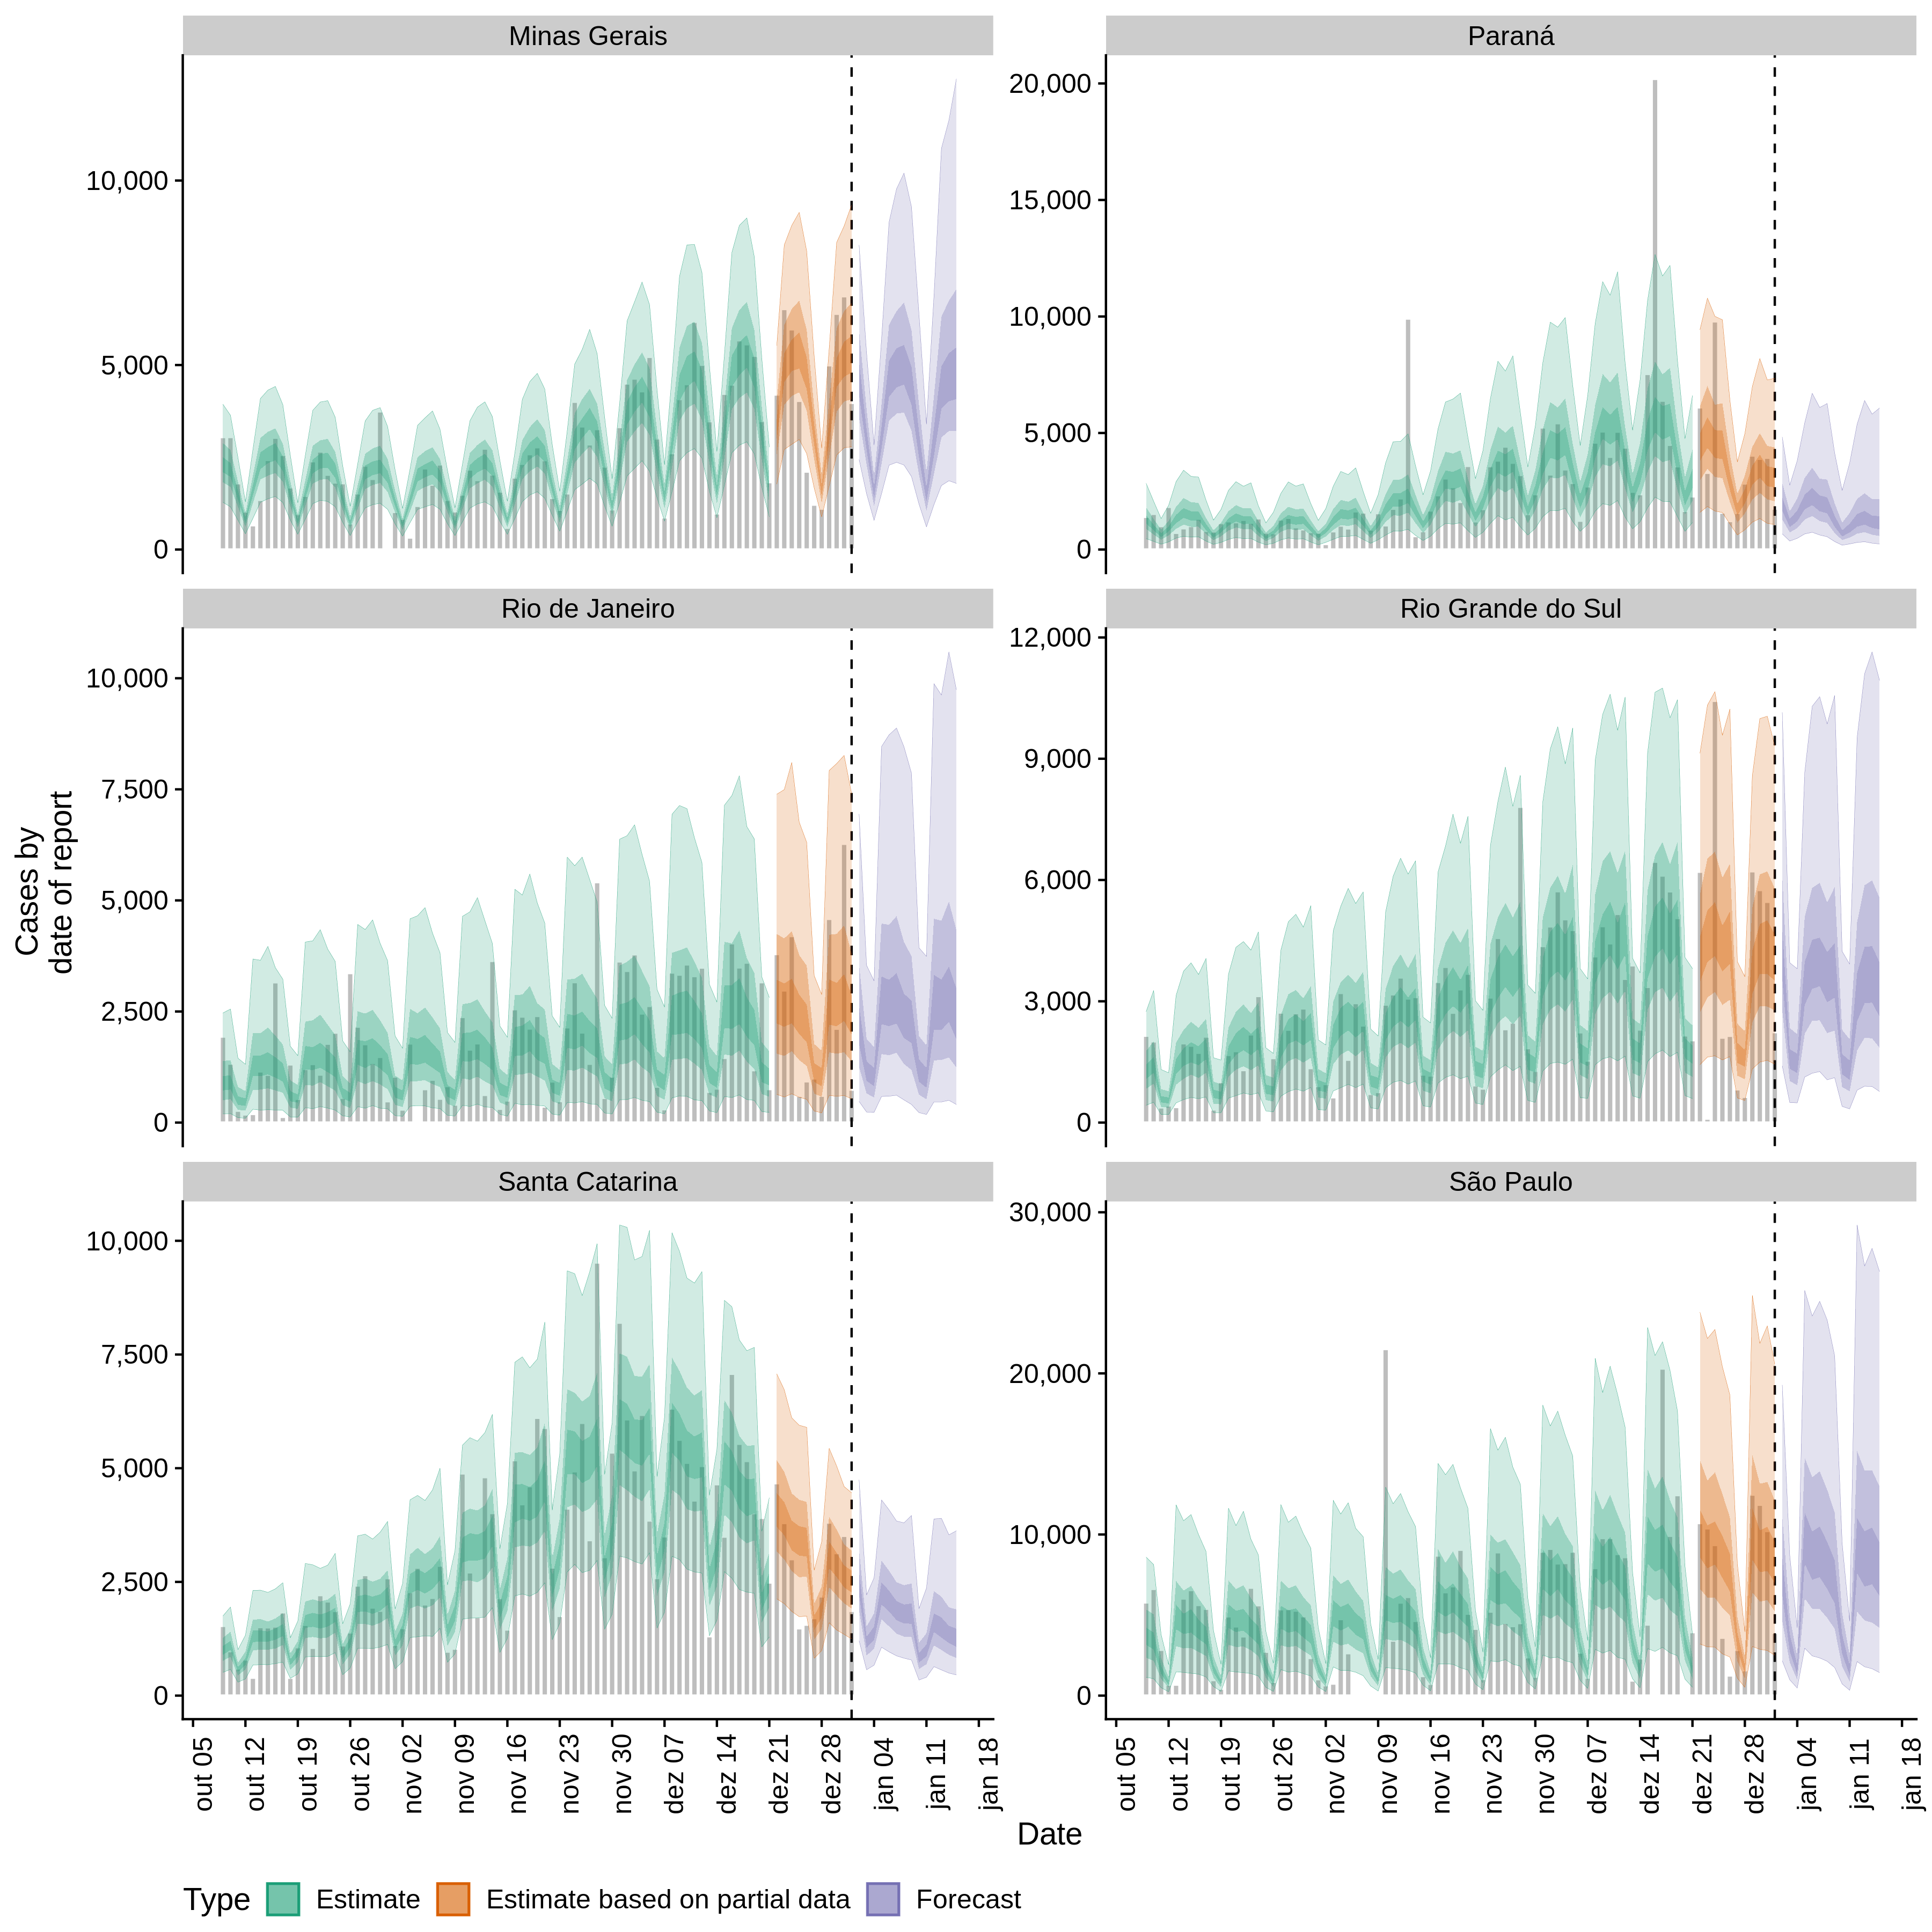 Minas Gerais
Paraná
10,000
5,000
0
20,000
15,000
10,000
5,000
0
Rio de Janeiro
Rio Grande do Sul
10,000
7,500
5,000
2,500
0
12,000
9,000
6,000
3,000
0
Cases by
date of report
Santa Catarina
São Paulo
10,000
7,500
5,000
2,500
0
30,000
20,000
10,000
0
out 05
out 12
out 19
out 26
nov 02
nov 09
nov 16
nov 23
nov 30
dez 07
dez 14
dez 21
dez 28
jan 04
jan 11
jan 18
out 05
out 12
out 19
out 26
nov 02
nov 09
nov 16
nov 23
nov 30
dez 07
dez 14
dez 21
dez 28
jan 04
jan 11
jan 18
Date
Type Estimate Estimate based on partial data Forecast